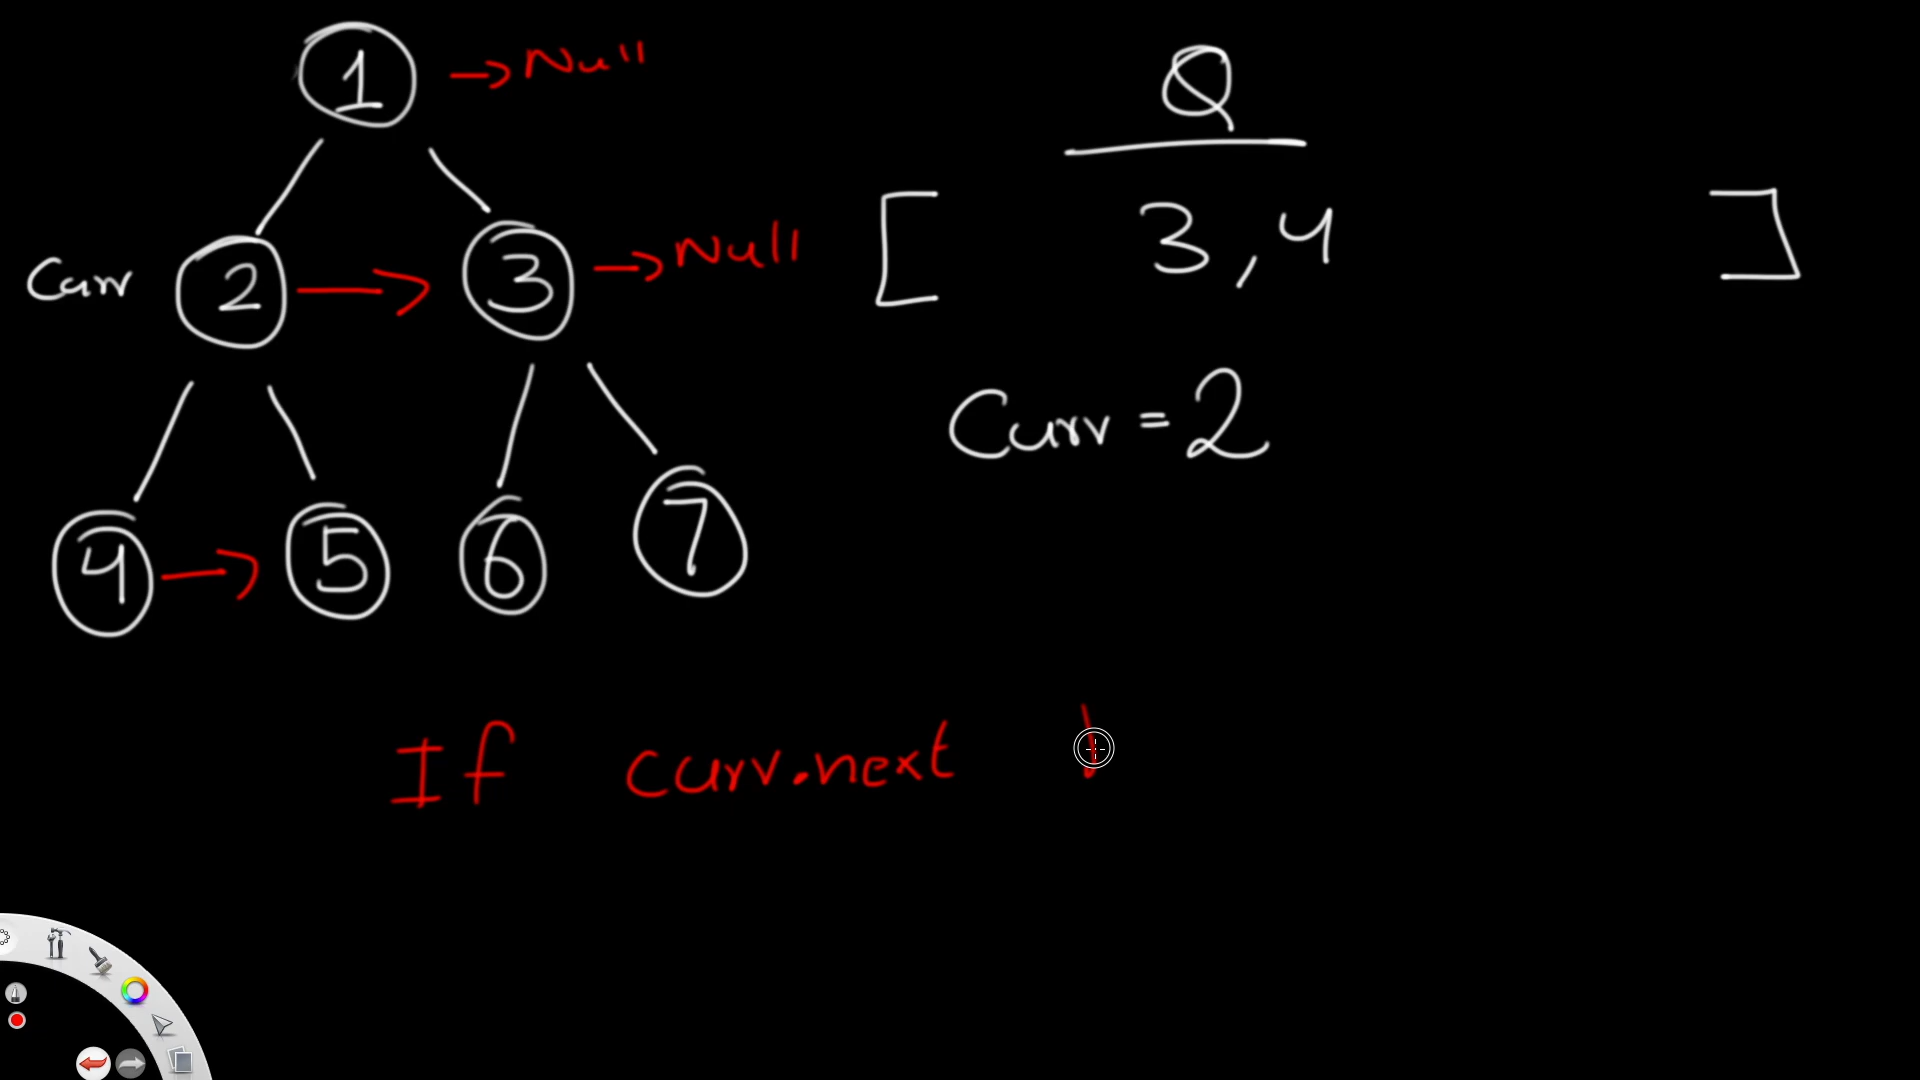 1 → Null
Q
Curr 2 → 3 → Null
[ 3, 4 ]
Curr = 2
4 → 5 6 7
If curr.next